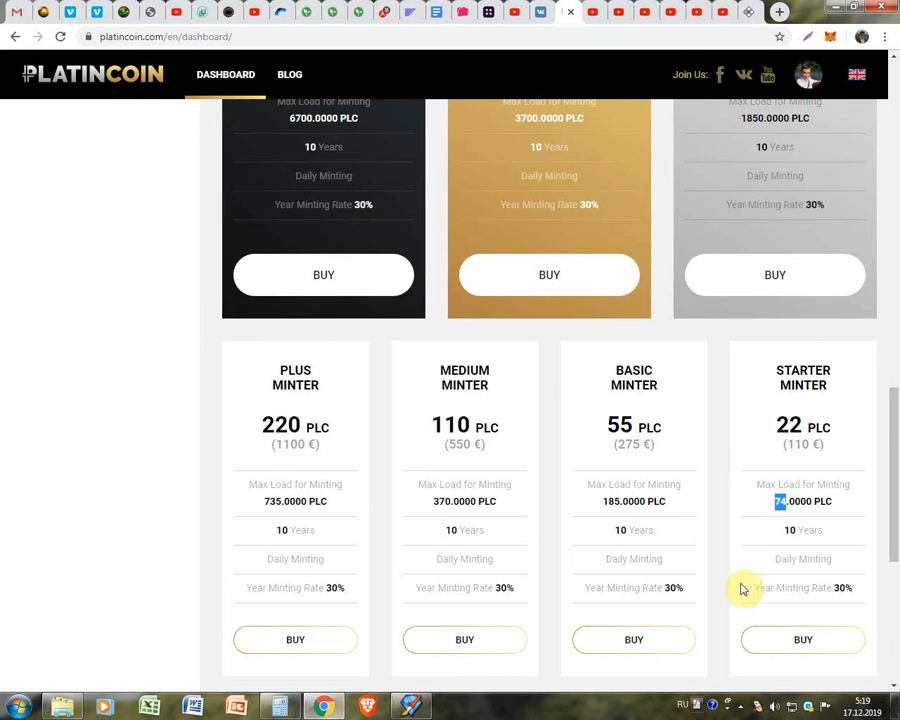 platincoin.com/en/dashboard/
PLATINCOIN DASHBOARD BLOG Join Us:
Max Load for Minting Max Load for Minting Max Load for Minting
6700.0000 PLC 3700.0000 PLC 1850.0000 PLC
10 Years 10 Years 10 Years
Daily Minting Daily Minting Daily Minting
Year Minting Rate 30% Year Minting Rate 30% Year Minting Rate 30%
BUY BUY BUY
PLUS MEDIUM BASIC STARTER
MINTER MINTER MINTER MINTER
220 PLC 110 PLC 55 PLC 22 PLC
(1100 €) (550 €) (275 €) (110 €)
Max Load for Minting Max Load for Minting Max Load for Minting Max Load for Minting
735.0000 PLC 370.0000 PLC 185.0000 PLC 74.0000 PLC
10 Years 10 Years 10 Years 10 Years
Daily Minting Daily Minting Daily Minting Daily Minting
Year Minting Rate 30% Year Minting Rate 30% Year Minting Rate 30% Year Minting Rate 30%
BUY BUY BUY BUY
RU 5:19
17.12.2019